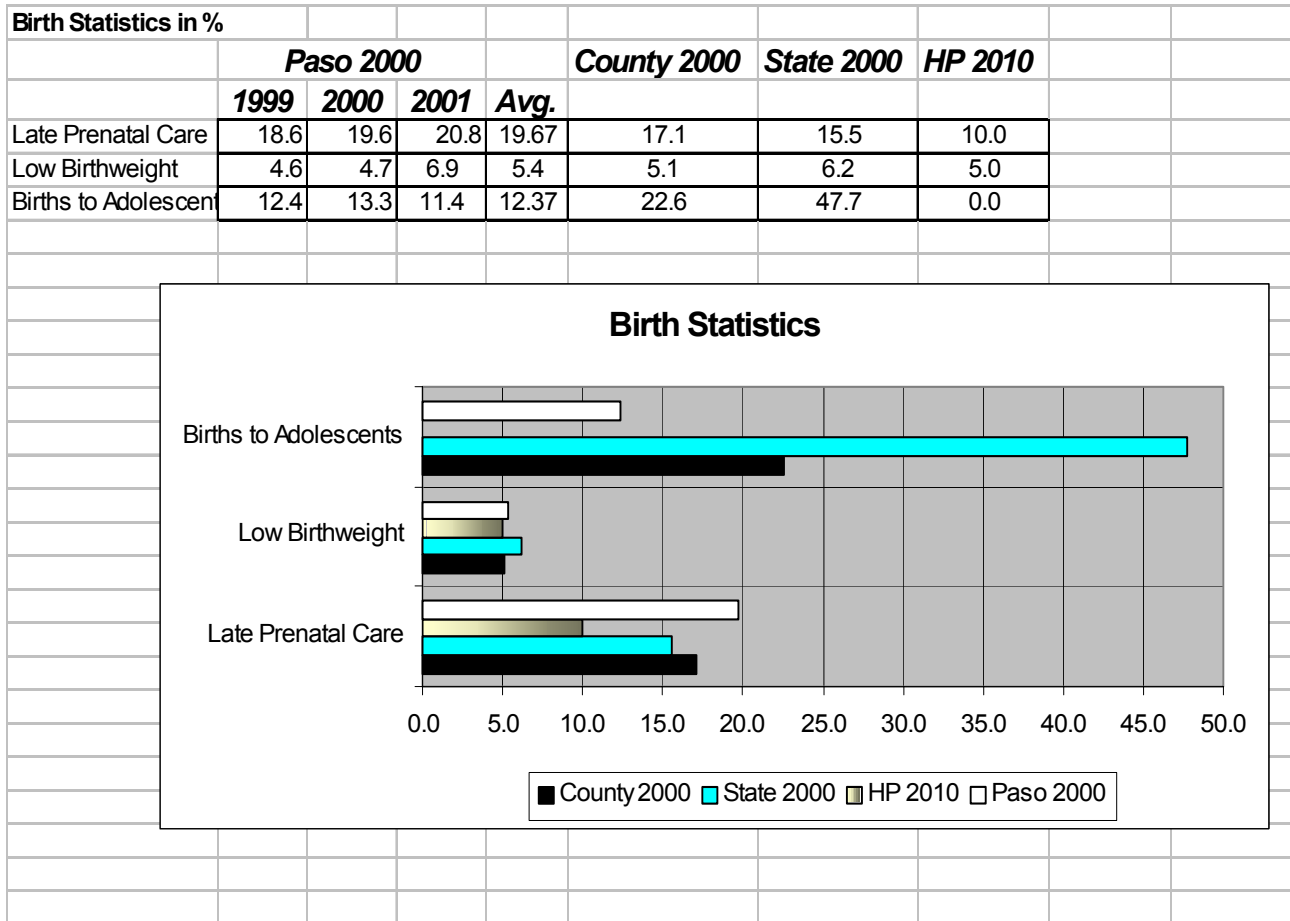 Birth Statistics in %
Paso 2000 County 2000 State 2000 HP 2010
1999 2000 2001 Avg.
Late Prenatal Care 18.6 19.6 20.8 19.67 17.1 15.5 10.0
Low Birthweight 4.6 4.7 6.9 5.4 5.1 6.2 5.0
Births to Adolescent 12.4 13.3 11.4 12.37 22.6 47.7 0.0
Birth Statistics
Births to Adolescents
Low Birthweight
Late Prenatal Care
0.0 5.0 10.0 15.0 20.0 25.0 30.0 35.0 40.0 45.0 50.0
County 2000 State 2000 HP 2010 Paso 2000